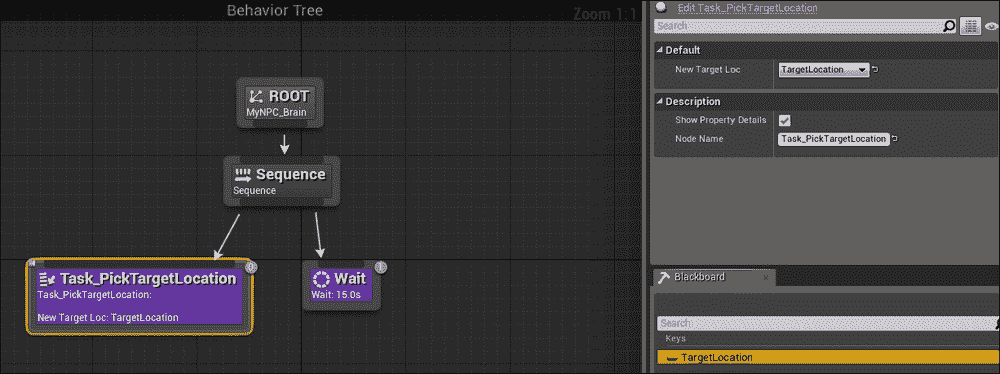 Behavior Tree
Zoom 1:1
ROOT
MyNPC_Brain
Sequence
Sequence
0
Task_PickTargetLocation
Task_PickTargetLocation:
New Target Loc: TargetLocation
1
Wait
Wait: 15.0s
Edit Task_PickTargetLocation
Search
Default
New Target Loc
TargetLocation
Description
Show Property Details
Node Name
Task_PickTargetLocation
Blackboard
Search
Keys
TargetLocation